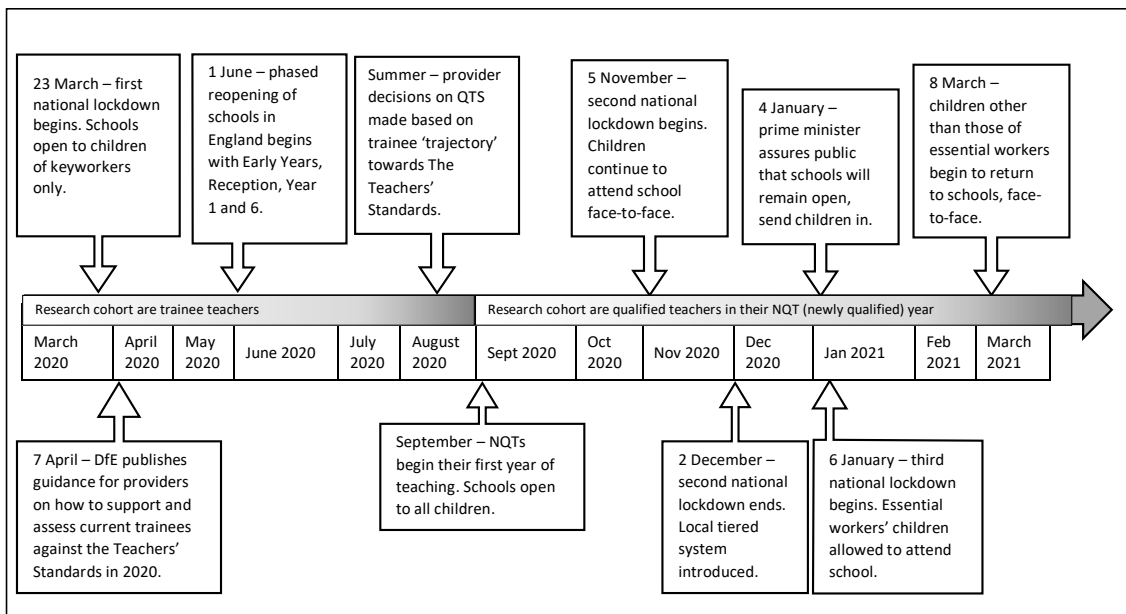 23 March – first
national lockdown
begins. Schools
open to children
of keyworkers
only.
1 June – phased
reopening of
schools in
England begins
with Early Years,
Reception, Year
1 and 6.
Summer – provider
decisions on QTS
made based on
trainee ‘trajectory’
towards The
Teachers’
Standards.
5 November –
second national
lockdown begins.
Children
continue to
attend school
face-to-face.
4 January –
prime minister
assures public
that schools will
remain open,
send children in.
8 March –
children other
than those of
essential workers
begin to return
to schools, face-
to-face.
Research cohort are trainee teachers
Research cohort are qualified teachers in their NQT (newly qualified) year
March
2020
April
2020
May
2020
June 2020
July
2020
August
2020
Sept 2020
Oct
2020
Nov 2020
Dec
2020
Jan 2021
Feb
2021
March
2021
7 April – DfE publishes
guidance for providers
on how to support and
assess current trainees
against the Teachers’
Standards in 2020.
September – NQTs
begin their first year of
teaching. Schools open
to all children.
2 December –
second national
lockdown ends.
Local tiered
system
introduced.
6 January – third
national lockdown
begins. Essential
workers’ children
allowed to attend
school.